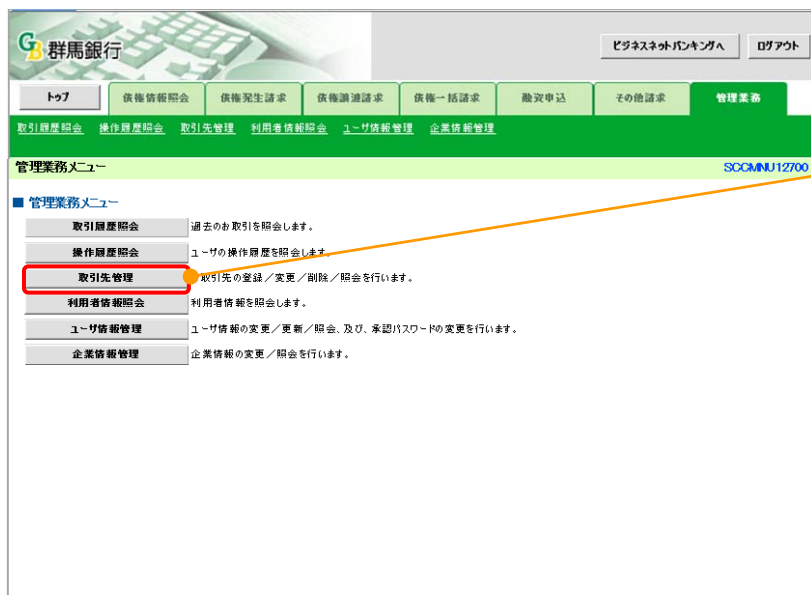 GB 群馬銀行
ビジネスネットバンキングへ ログアウト
トップ 債権情報照会 債権発生請求 債権譲渡請求 債権一括請求 融資申込 その他請求 管理業務
取引履歴照会 操作履歴照会 取引先管理 利用者情報照会 ユーザ情報管理 企業情報管理
管理業務メニュー SCCMNU12700
■ 管理業務メニュー
取引履歴照会 過去のお取引を照会します。
操作履歴照会 ユーザの操作履歴を照会します。
取引先管理 取引先の登録／変更／削除／照会を行います。
利用者情報照会 利用者情報を照会します。
ユーザ情報管理 ユーザ情報の変更／更新／照会、及び、承認パスワードの変更を行います。
企業情報管理 企業情報の変更／照会を行います。